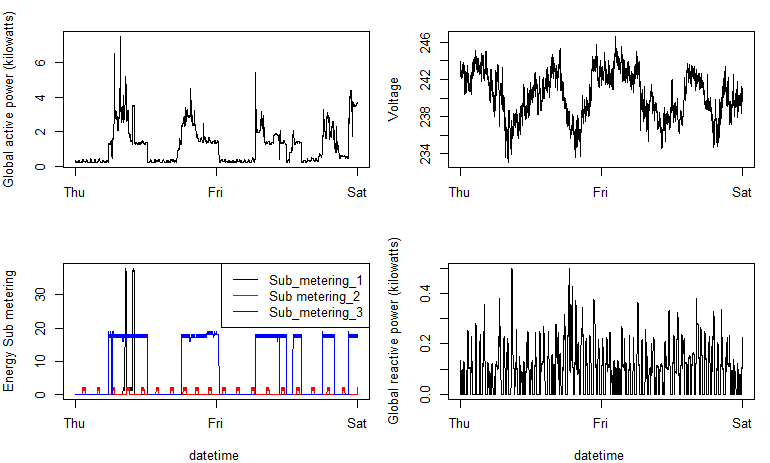 Global active power (kilowatts)
0 2 4 6
Thu Fri Sat
Voltage
234 238 242 246
Thu Fri Sat
Energy Sub metering
0 10 20 30
Sub_metering_1
Sub metering_2
Sub_metering_3
Thu Fri Sat
datetime
Global reactive power (kilowatts)
0.0 0.2 0.4
Thu Fri Sat
datetime